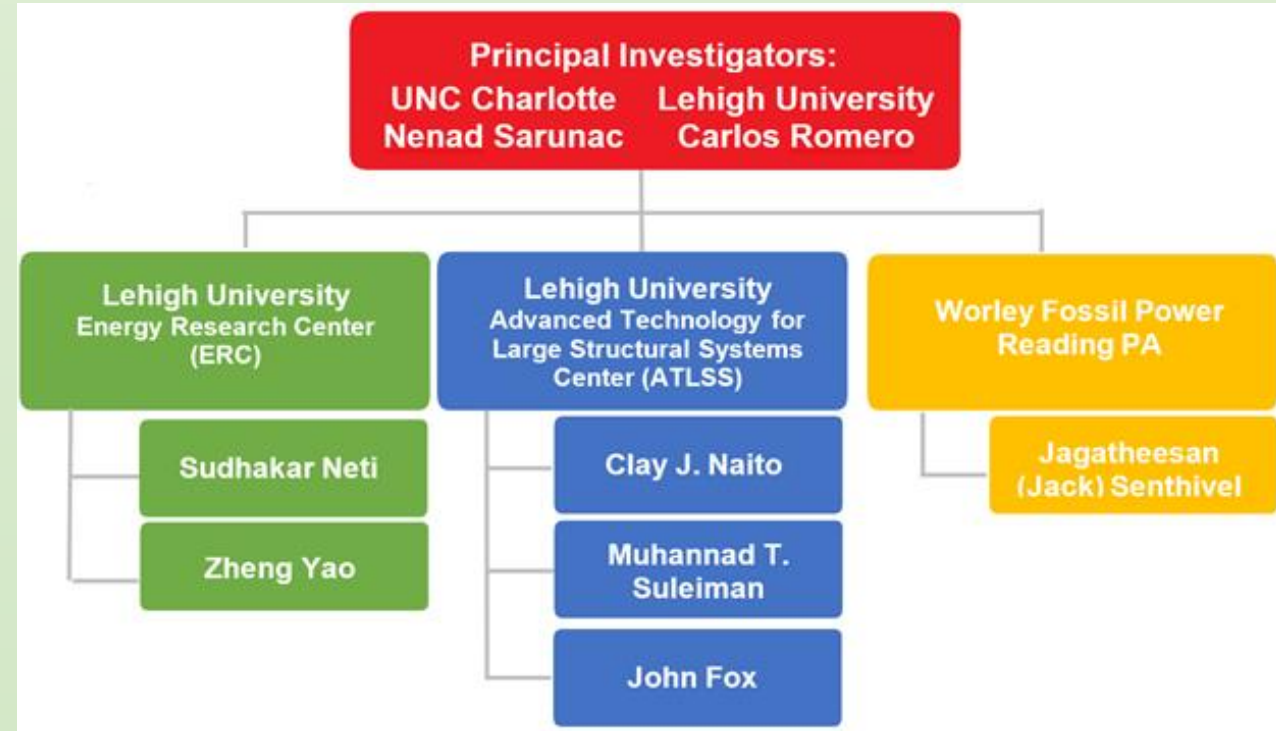 Principal Investigators:
UNC Charlotte Lehigh University
Nenad Sarunac Carlos Romero
Lehigh University
Energy Research Center
(ERC)
Sudhakar Neti
Zheng Yao
Lehigh University
Advanced Technology for
Large Structural Systems
Center (ATLSS)
Clay J. Naito
Muhannad T.
Suleiman
John Fox
Worley Fossil Power
Reading PA
Jagatheesan
(Jack) Senthivel